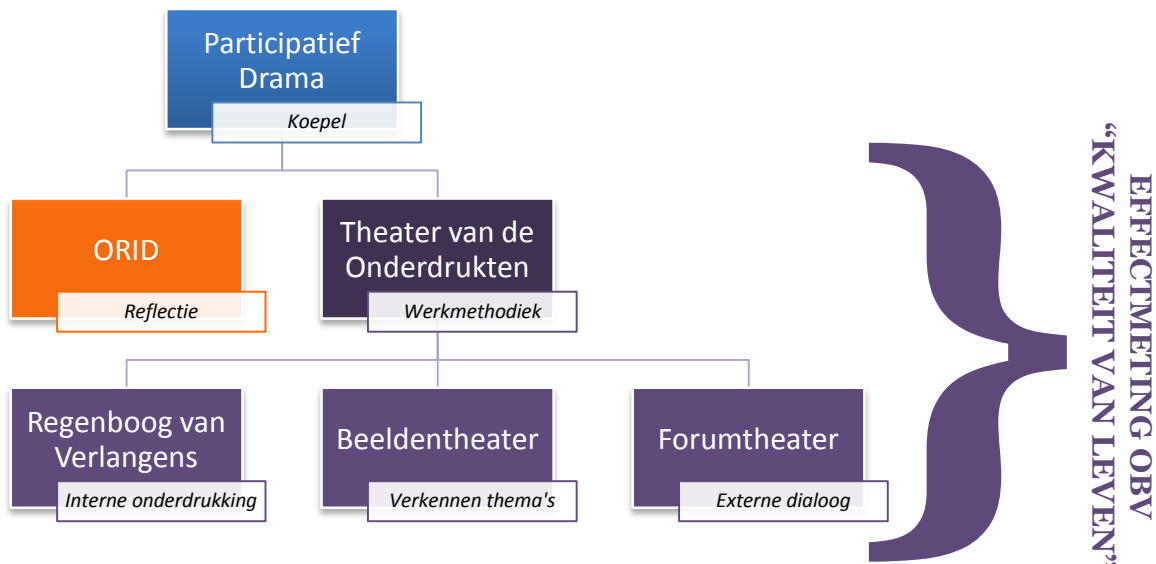 Participatief
Drama
Koepel
ORID
Reflectie
Theater van de
Onderdrukten
Werkmethodiek
Regenboog van
Verlangens
Interne onderdrukking
Beeldentheater
Verkennen thema's
Forumtheater
Externe dialoog
EFFECTMETING OBV
“KWALITEIT VAN LEVEN”